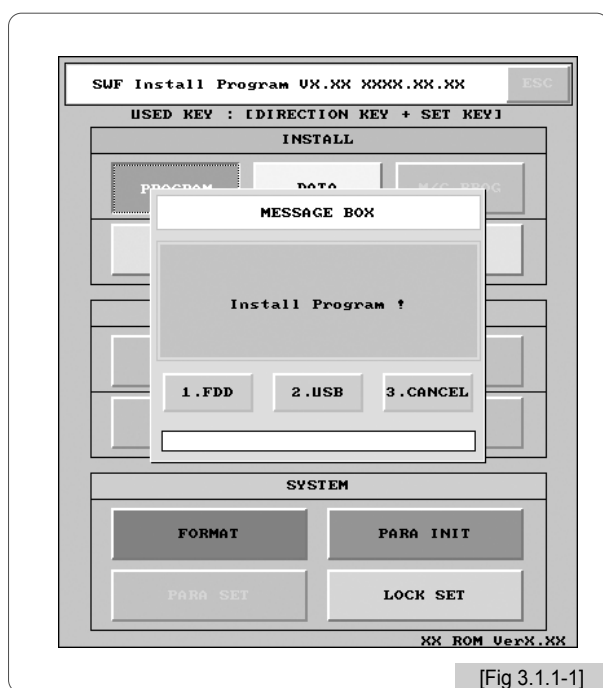 SWF Install Program VX.XX XXXX.XX.XX ESC
USED KEY : [DIRECTION KEY + SET KEY]
INSTALL
PROGRAM DATA M/C PROG
MESSAGE BOX
Install Program !
1.FDD 2.USB 3.CANCEL
SYSTEM
FORMAT PARA INIT
PARA SET LOCK SET
XX ROM VerX.XX
[Fig 3.1.1-1]